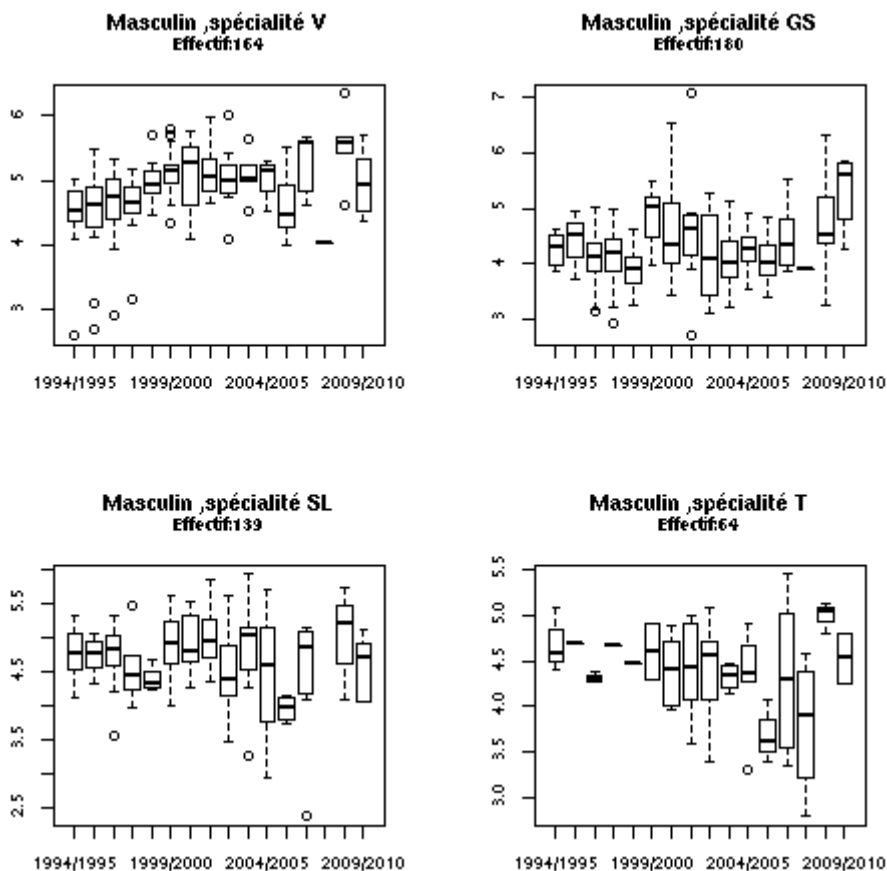 Masculin ,spécialité V
Effectif:164
6
5
4
3
1994/1995 1999/2000 2004/2005 2009/2010
Masculin ,spécialité GS
Effectif:180
7
6
5
4
3
1994/1995 1999/2000 2004/2005 2009/2010
Masculin ,spécialité SL
Effectif:139
5.5
4.5
3.5
2.5
1994/1995 1999/2000 2004/2005 2009/2010
Masculin ,spécialité T
Effectif:64
5.5
5.0
4.5
4.0
3.5
3.0
1994/1995 1999/2000 2004/2005 2009/2010